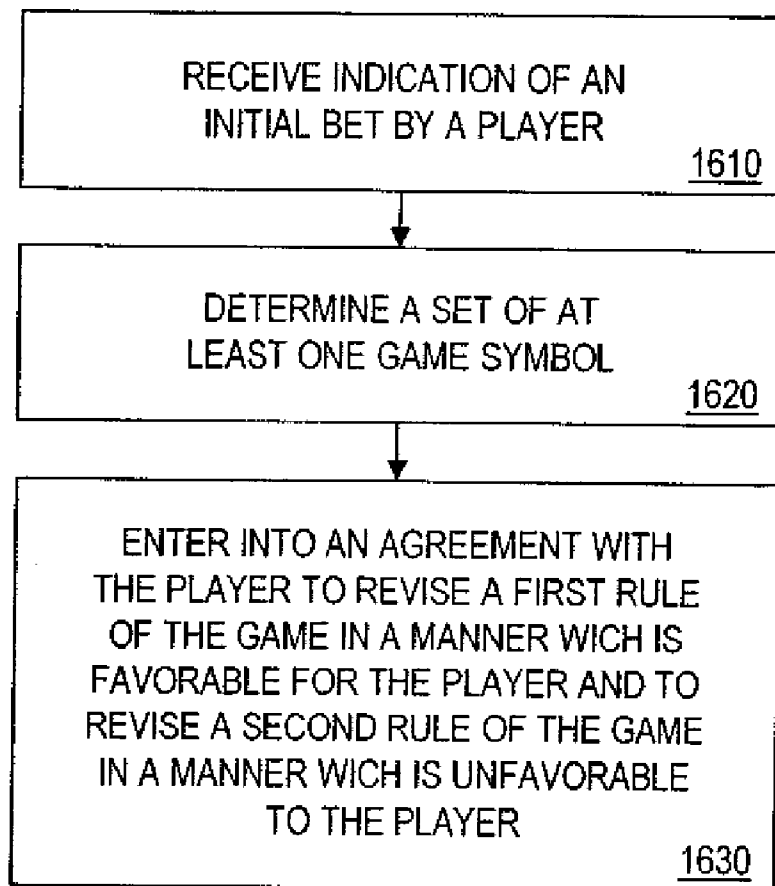 RECEIVE INDICATION OF AN
INITIAL BET BY A PLAYER
1610
DETERMINE A SET OF AT
LEAST ONE GAME SYMBOL
1620
ENTER INTO AN AGREEMENT WITH
THE PLAYER TO REVISE A FIRST RULE
OF THE GAME IN A MANNER WICH IS
FAVORABLE FOR THE PLAYER AND TO
REVISE A SECOND RULE OF THE GAME
IN A MANNER WICH IS UNFAVORABLE
TO THE PLAYER
1630